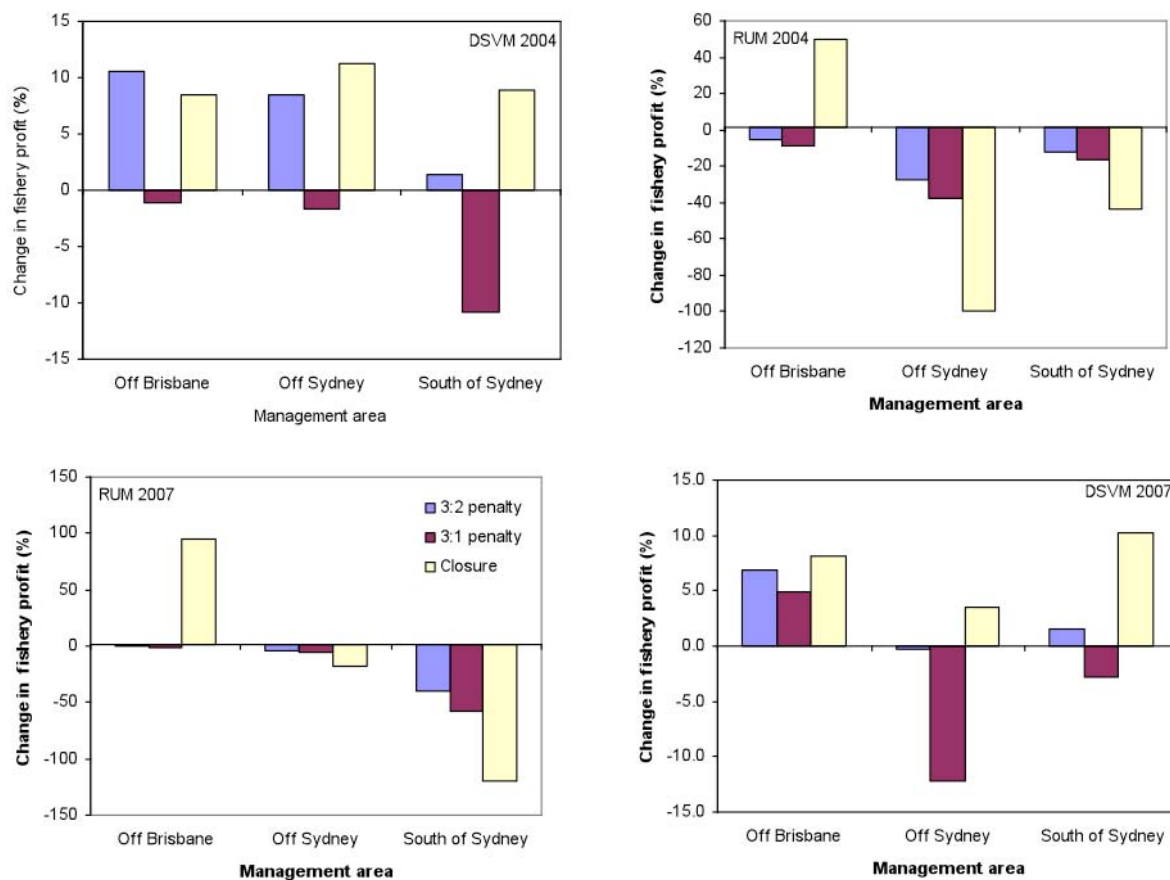 DSVM 2004
Change in fishery profit (%)
15
10
5
0
-5
-10
-15
Off Brisbane
Off Sydney
South of Sydney
Management area
RUM 2004
Change in fishery profit (%)
60
40
20
0
-20
-40
-60
-80
-100
-120
Off Brisbane
Off Sydney
South of Sydney
Management area
RUM 2007
Change in fishery profit (%)
150
100
50
0
-50
-100
-150
3:2 penalty
3:1 penalty
Closure
Off Brisbane
Off Sydney
South of Sydney
Management area
DSVM 2007
Change in fishery profit (%)
15.0
10.0
5.0
0.0
-5.0
-10.0
-15.0
Off Brisbane
Off Sydney
South of Sydney
Management area